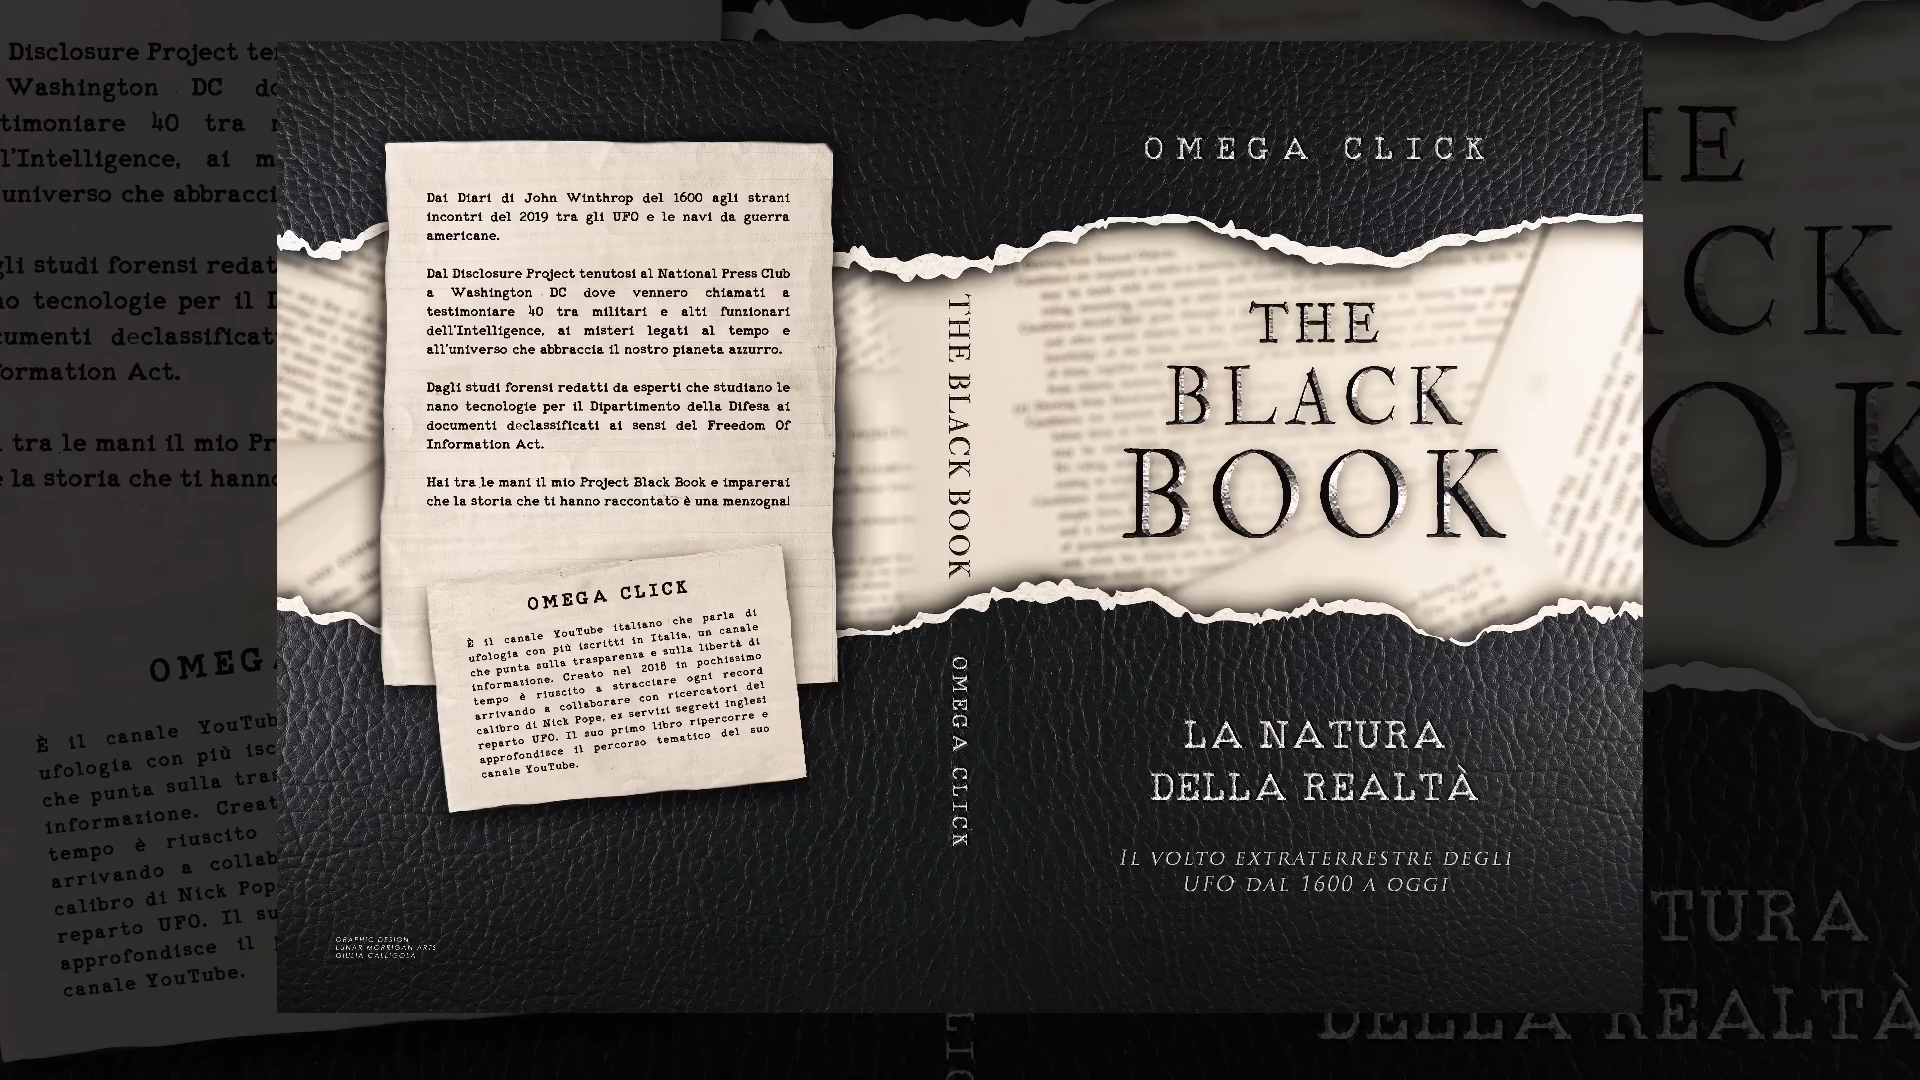 Dai Diari di John Winthrop del 1600 agli strani
incontri del 2019 tra gli UFO e le navi da guerra
americane.
Dal Disclosure Project tenutosi al National Press Club
a Washington DC dove vennero chiamati a
testimoniare 40 tra militari e alti funzionari
dell'Intelligence, ai misteri legati al tempo e
all'universo che abbraccia il nostro pianeta azzurro.
Dagli studi forensi redatti da esperti che studiano le
nano tecnologie per il Dipartimento della Difesa ai
documenti declassificati ai sensi del Freedom Of
Information Act.
Hai tra le mani il mio Project Black Book e imparerai
che la storia che ti hanno raccontato è una menzogna!
OMEGA CLICK
È il canale YouTube italiano che parla di
ufologia con più iscritti in Italia, un canale
che punta sulla trasparenza e sulla libertà di
informazione. Creato nel 2018 in pochissimo
tempo è riuscito a stracciare ogni record
arrivando a collaborare con ricercatori del
calibro di Nick Pope, ex servizi segreti inglesi
reparto UFO. Il suo primo libro ripercorre e
approfondisce il percorso tematico del suo
canale YouTube.
GRAPHIC DESIGN
LUNAR MORRIGAN ARTS
GIULIA CALLIGOLA
THE BLACK BOOK
OMEGA CLICK
OMEGA CLICK
THE
BLACK
BOOK
LA NATURA
DELLA REALTÀ
IL VOLTO EXTRATERRESTRE DEGLI
UFO DAL 1600 A OGGI